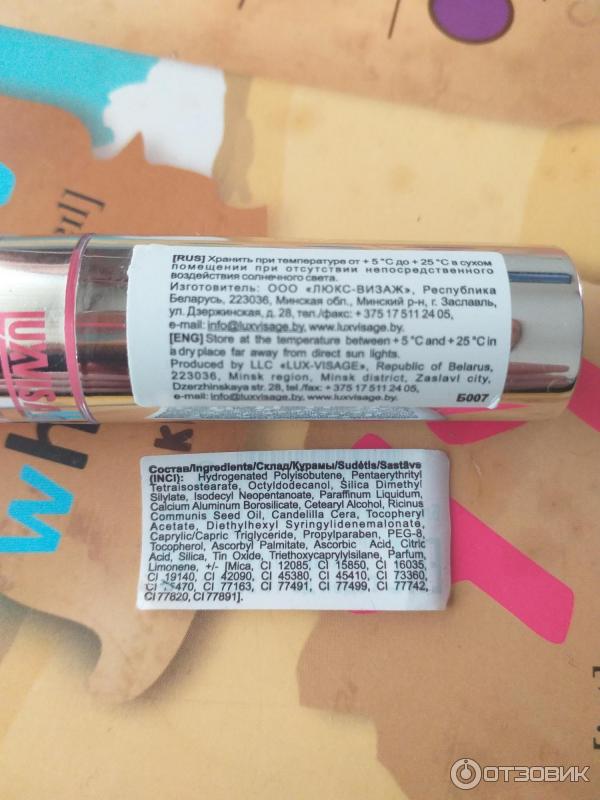 [RUS] Хранить при температуре от + 5 °C до + 25 °C в сухом
помещении при отсутствии непосредственного
воздействия солнечного света.
Изготовитель: ООО «ЛЮКС-ВИЗАЖ», Республика
Беларусь, 223036, Минская обл., Минский р-н, г. Заславль,
ул. Дзержинская, д. 28, тел./факс: + 375 17 511 24 05,
e-mail: info@luxvisage.by, www.luxvisage.by.
[ENG] Store at the temperature between + 5 °C and + 25 °C in
a dry place far away from direct sun lights.
Produced by LLC «LUX-VISAGE», Republic of Belarus,
223036, Minsk region, Minsk district, Zaslavl city,
Dzerzhinskaya str. 28, tel./fax: + 375 17 511 24 05,
e-mail: info@luxvisage.by, www.luxvisage.by.
Б007
LUXVISA
Состав/Ingredients/Склад/Құрамы/Sudėtis/Sastāvs
(INCI): Hydrogenated Polyisobutene, Pentaerythrityl
Tetraisostearate, Octyldodecanol, Silica Dimethyl
Silylate, Isodecyl Neopentanoate, Paraffinum Liquidum,
Calcium Aluminum Borosilicate, Cetearyl Alcohol, Ricinus
Communis Seed Oil, Candelilla Cera, Tocopheryl
Acetate, Diethylhexyl Syringylidenemalonate,
Caprylic/Capric Triglyceride, Propylparaben, PEG-8,
Tocopherol, Ascorbyl Palmitate, Ascorbic Acid, Citric
Acid, Silica, Tin Oxide, Triethoxycaprylylsilane, Parfum,
Limonene, +/- [Mica, CI 12085, CI 15850, CI 16035,
CI 19140, CI 42090, CI 45380, CI 45410, CI 73360,
CI 75470, CI 77163, CI 77491, CI 77499, CI 77742,
CI 77820, CI 77891].
wh
ОТЗОВИК